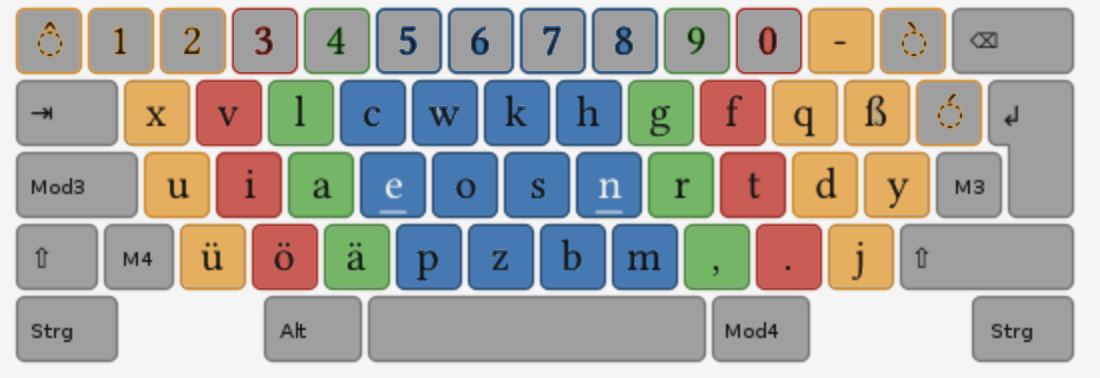 ◌̂ 1 2 3 4 5 6 7 8 9 0 - ◌̀ ⌫
⇥ x v l c w k h g f q ß ◌́ ↲
Mod3 u i a e o s n r t d y M3
⇧ M4 ü ö ä p z b m , . j ⇧
Strg Alt Mod4 Strg